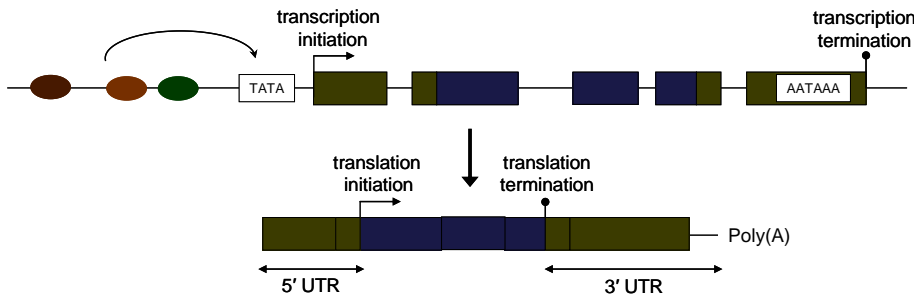 transcription
initiation
transcription
termination
TATA
AATAAA
translation
initiation
translation
termination
Poly(A)
5′ UTR
3′ UTR